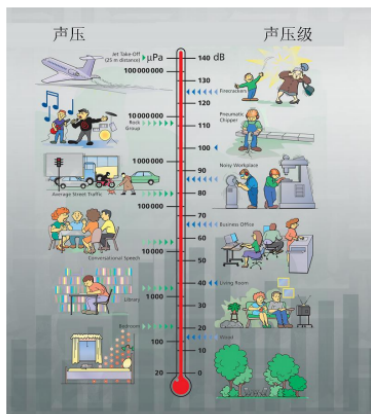 声压
声压级
Jet Take-Off
(25 m distance)
μPa
140 dB
100 000 000
130
Firecrackers
120
10 000 000
Rock
Group
110
Pneumatic
Chipper
100
1 000 000
90
Noisy Workplace
Average Street Traffic
80
100 000
70
Business Office
60
Conversational Speech
10 000
50
Library
40
Living Room
1 000
30
Bedroom
20
Wood
100
10
20
0